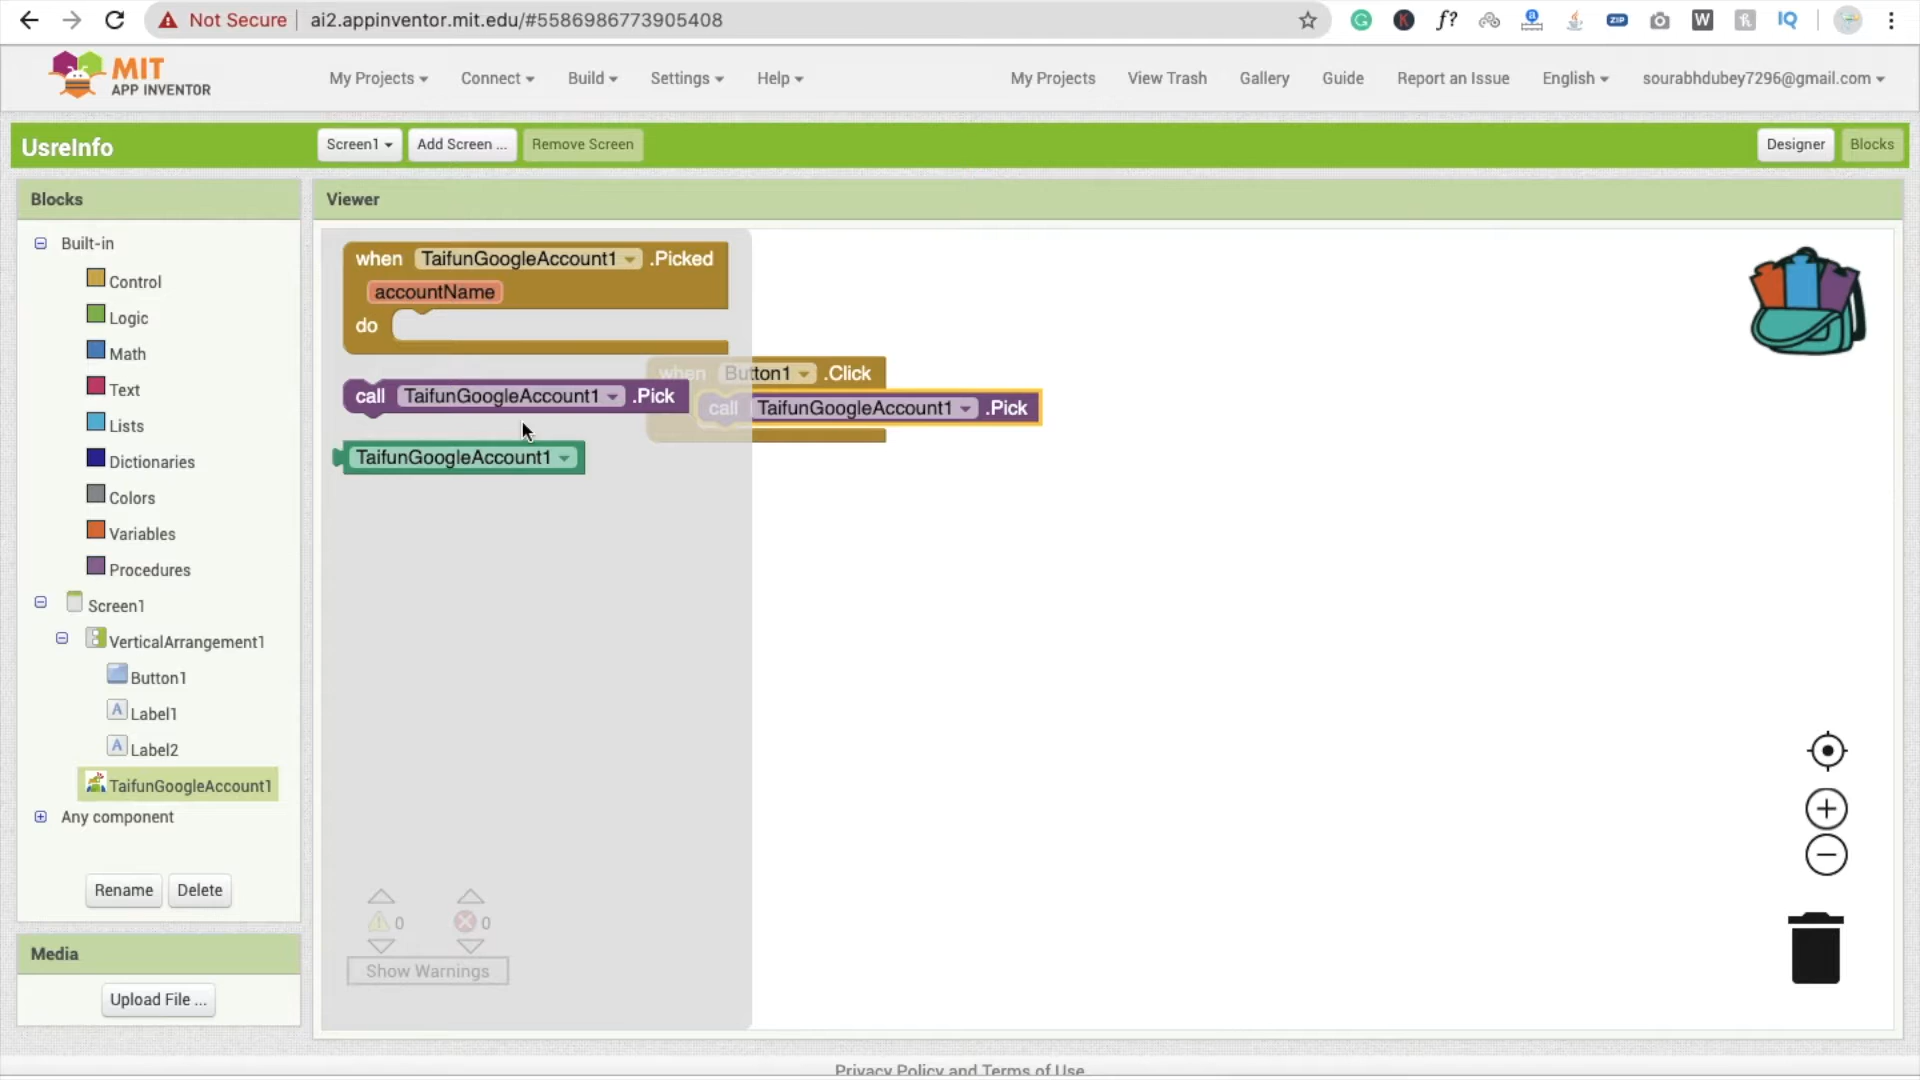 Not Secure ai2.appinventor.mit.edu/#5586986773905408
K f? a ZIP W IQ
MIT
APP INVENTOR
My Projects Connect Build Settings Help My Projects View Trash Gallery Guide Report an Issue English sourabhdubey7296@gmail.com
UsreInfo Screen1 Add Screen ... Remove Screen Designer Blocks
Blocks
Viewer
Built-in
Control
Logic
Math
Text
Lists
Dictionaries
Colors
Variables
Procedures
Screen1
VerticalArrangement1
Button1
A Label1
A Label2
TaifunGoogleAccount1
Any component
Rename Delete
Media
Upload File ...
when TaifunGoogleAccount1 .Picked
accountName
do
call TaifunGoogleAccount1 .Pick
TaifunGoogleAccount1
when Button1 .Click
call TaifunGoogleAccount1 .Pick
0 0
Show Warnings
Privacy Policy and Terms of Use